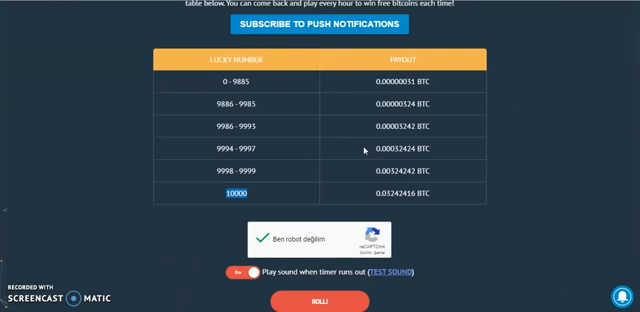 table below. You can come back and play every hour to win free bitcoins each time!
SUBSCRIBE TO PUSH NOTIFICATIONS
LUCKY NUMBER PAYOUT
0 - 9885 0.00000031 BTC
9886 - 9985 0.00000324 BTC
9986 - 9993 0.00003242 BTC
9994 - 9997 0.00032424 BTC
9998 - 9999 0.00324242 BTC
10000 0.03242416 BTC
Ben robot değilim
reCAPTCHA
Gizlilik - Şartlar
On Play sound when timer runs out (TEST SOUND)
RECORDED WITH
SCREENCAST MATIC
ROLL!